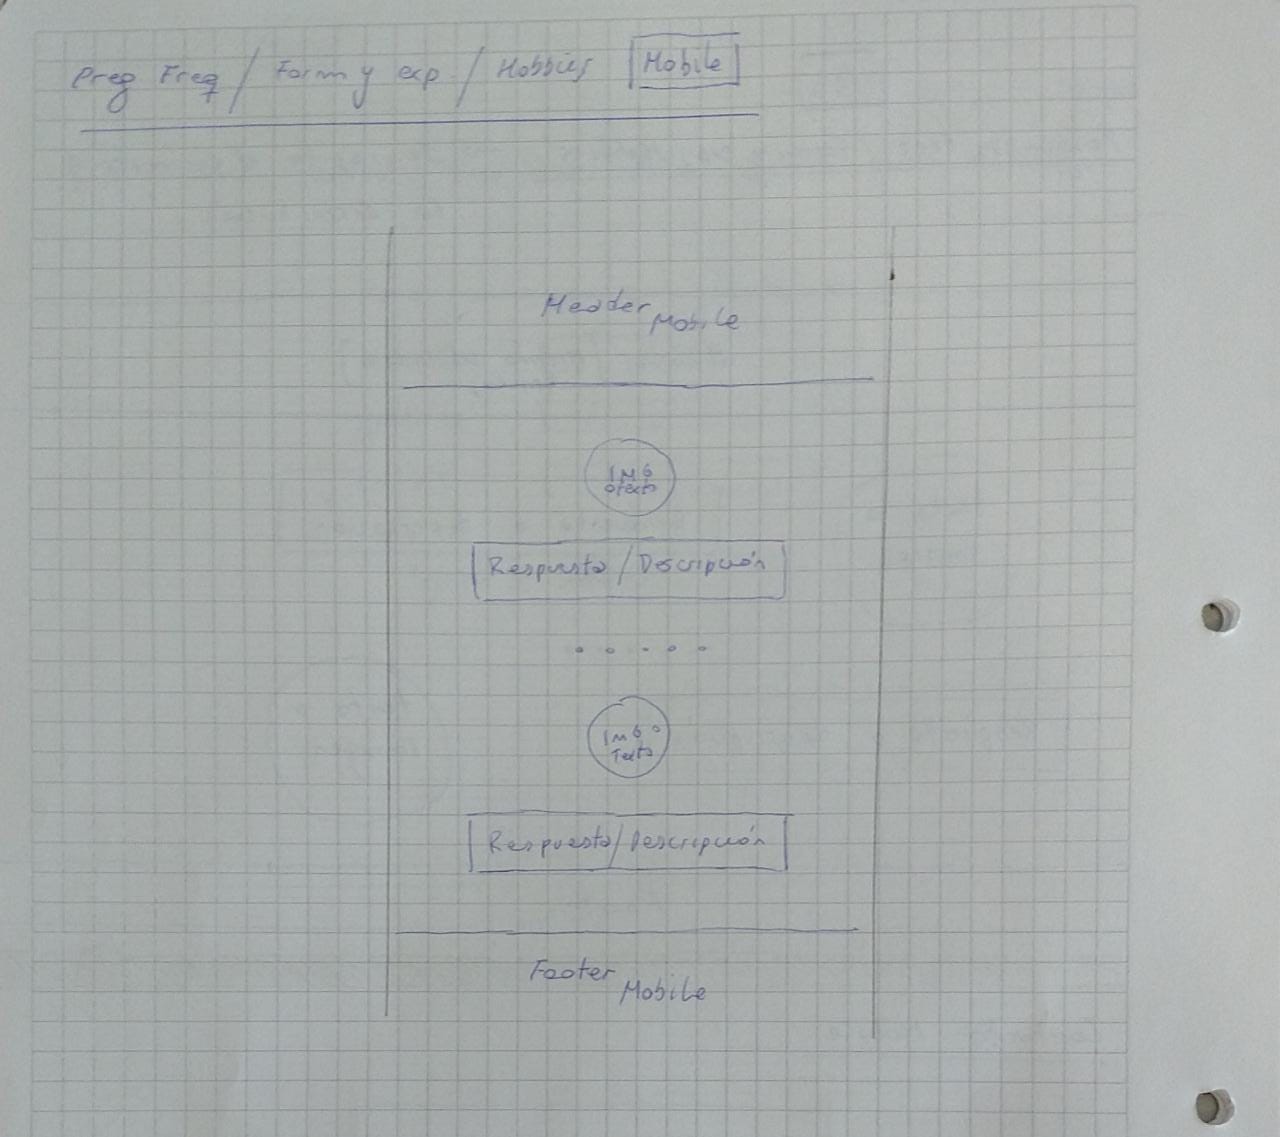 Preg Freq / Form y exp / Hobbies Mobile
Header Mobile
IMG
o texto
Respuesta / Descripción
.....
IMG o
Texto
Respuesta / Descripción
Footer Mobile